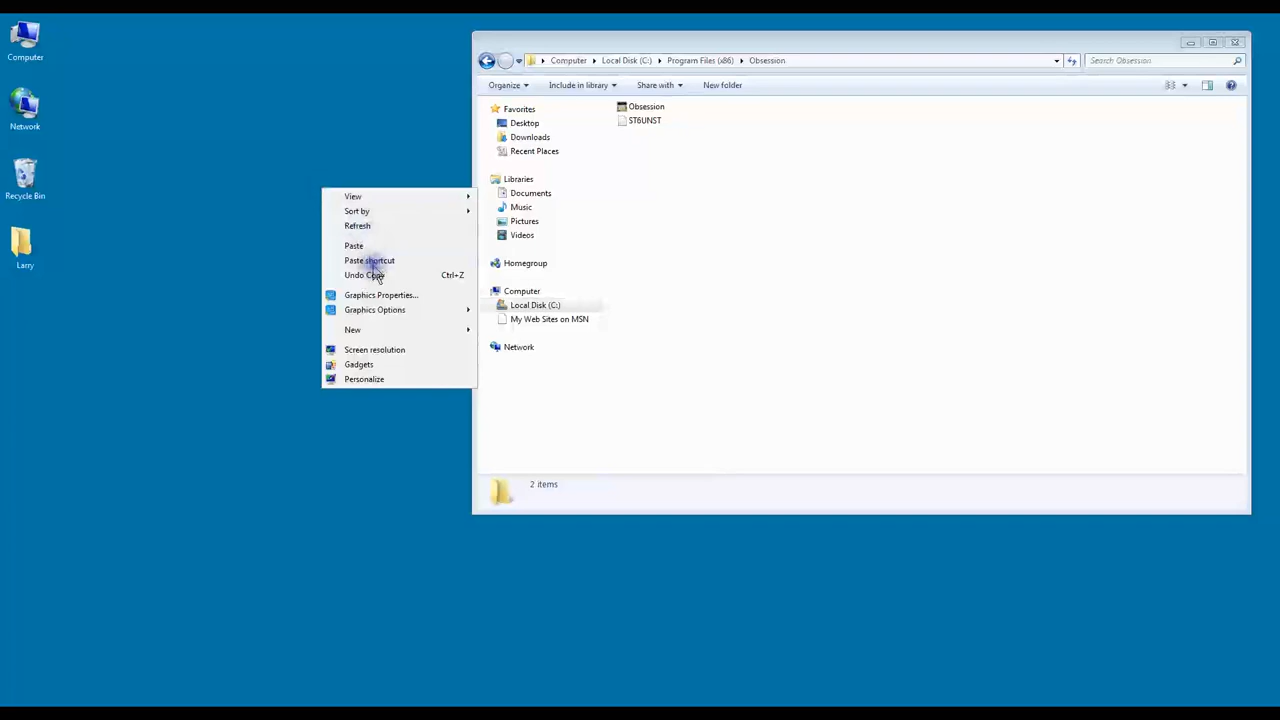 Computer
Network
Recycle Bin
Larry
Computer Local Disk (C:) Program Files (x86) Obsession
Search Obsession
Organize Include in library Share with New folder
Favorites
Desktop
Downloads
Recent Places
Libraries
Documents
Music
Pictures
Videos
Homegroup
Computer
Local Disk (C:)
My Web Sites on MSN
Network
Obsession
ST6UNST
2 items
View
Sort by
Refresh
Paste
Paste shortcut
Undo Copy Ctrl+Z
Graphics Properties...
Graphics Options
New
Screen resolution
Gadgets
Personalize